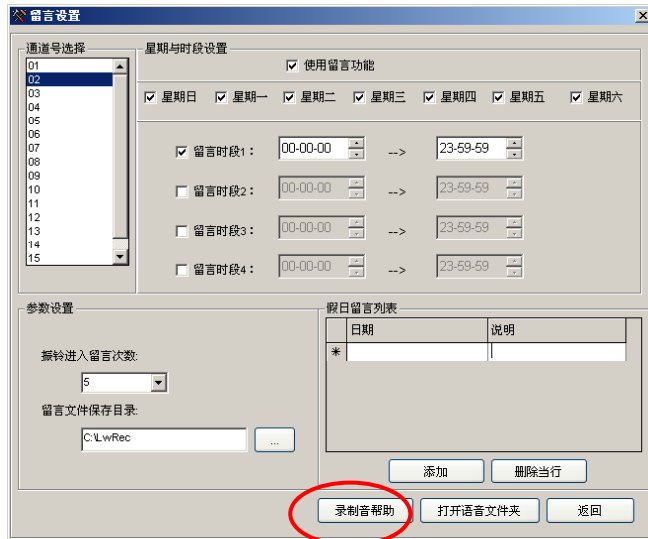 留言设置
通道号选择
01
02
03
04
05
06
07
08
09
10
11
12
13
14
15
星期与时段设置
使用留言功能
星期日 星期一 星期二 星期三 星期四 星期五 星期六
留言时段1： 00-00-00 --> 23-59-59
留言时段2： 00-00-00 --> 23-59-59
留言时段3： 00-00-00 --> 23-59-59
留言时段4： 00-00-00 --> 23-59-59
参数设置
振铃进入留言次数:
5
留言文件保存目录:
C:\LwRec ...
假日留言列表
日期 说明
*
添加 删除当行
录制音帮助 打开语音文件夹 返回